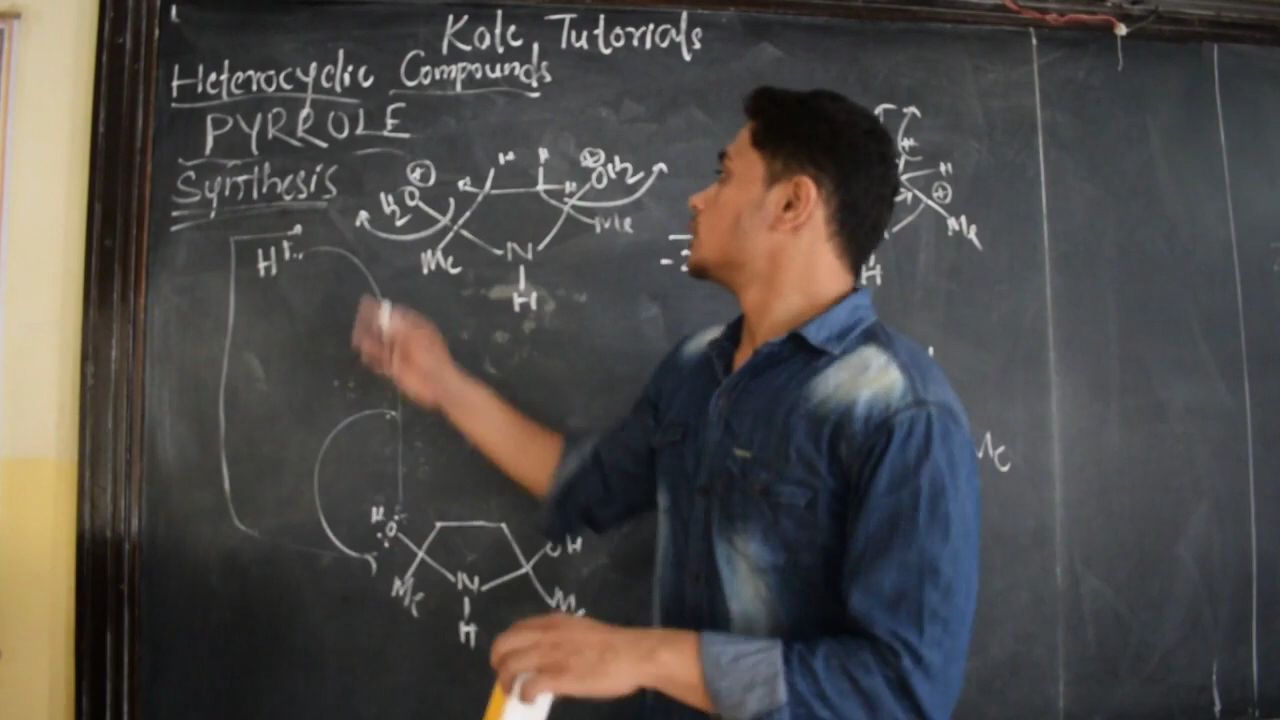 Kole Tutorials
Heterocyclic Compounds
PYRROLE
Synthesis
H H H
H₂O ⊕ H H ⊕ OH₂
Me N Me
H
H
⊕
Me
H
H
H O OH
Me N Me
H